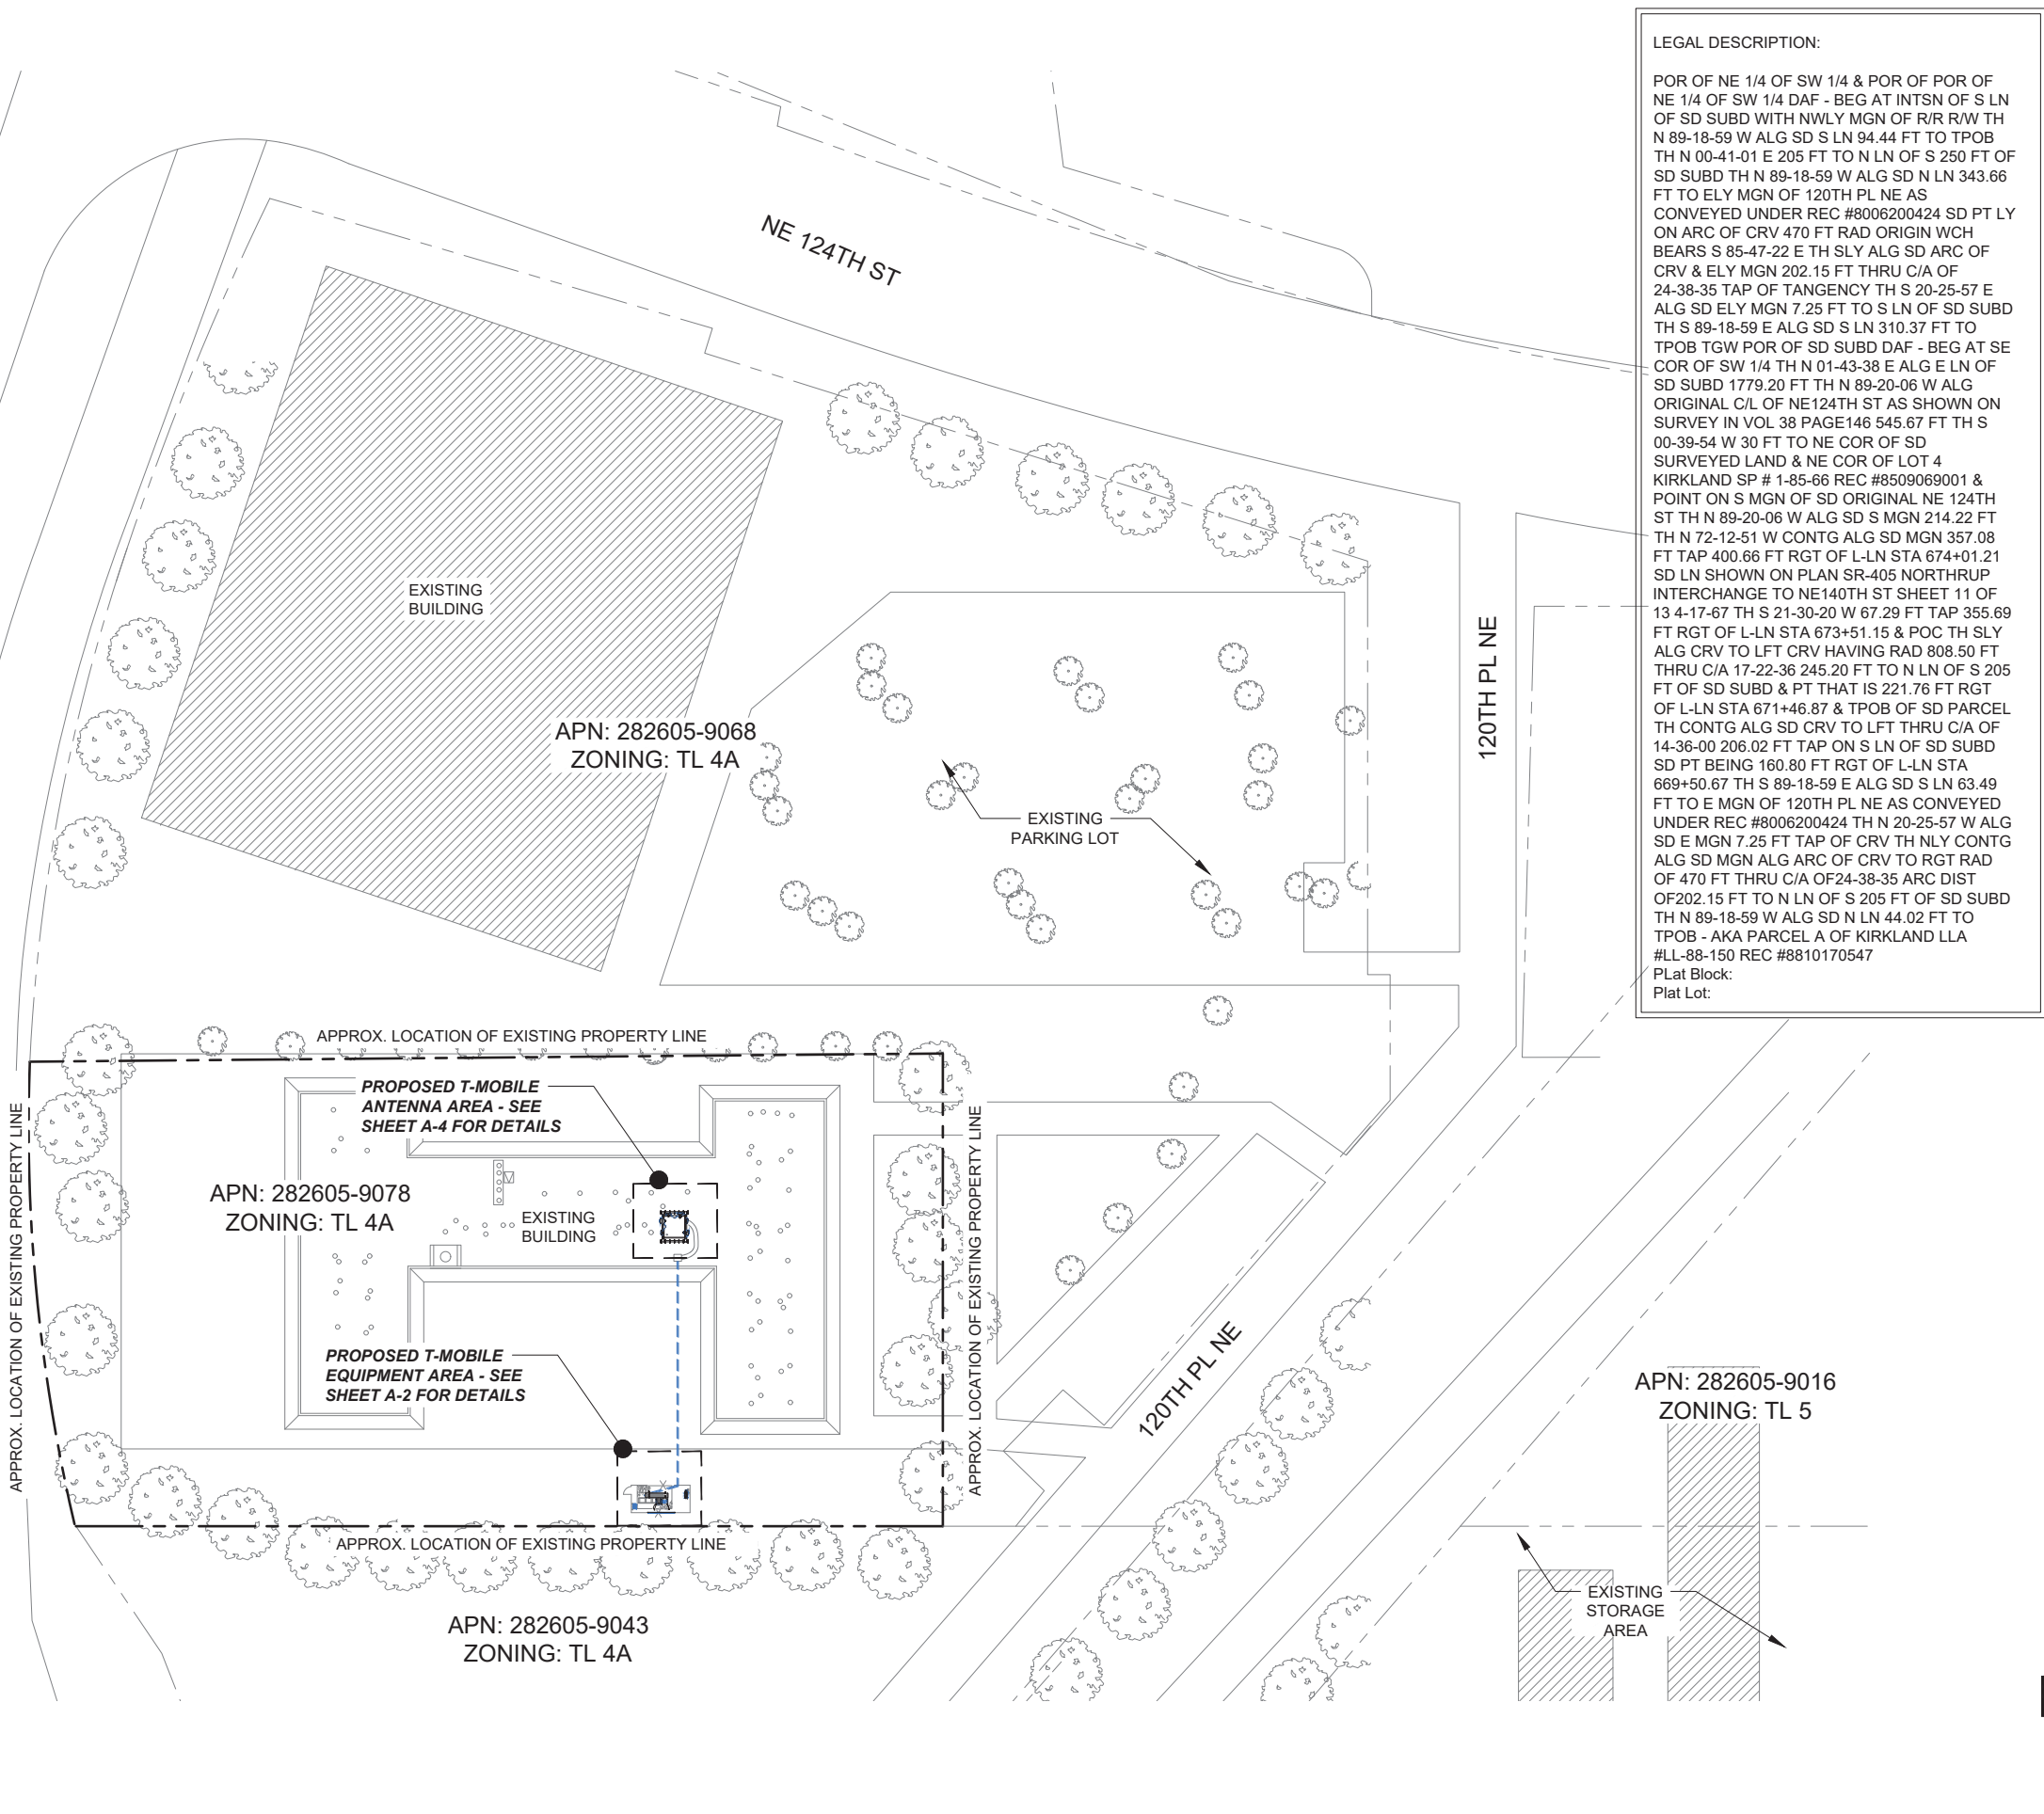 LEGAL DESCRIPTION:
POR OF NE 1/4 OF SW 1/4 & POR OF POR OF
NE 1/4 OF SW 1/4 DAF - BEG AT INTSN OF S LN
OF SD SUBD WITH NWLY MGN OF R/R R/W TH
N 89-18-59 W ALG SD S LN 94.44 FT TO TPOB
TH N 00-41-01 E 205 FT TO N LN OF S 250 FT OF
SD SUBD TH N 89-18-59 W ALG SD N LN 343.66
FT TO ELY MGN OF 120TH PL NE AS
CONVEYED UNDER REC #8006200424 SD PT LY
ON ARC OF CRV 470 FT RAD ORIGIN WCH
BEARS S 85-47-22 E TH SLY ALG SD ARC OF
CRV & ELY MGN 202.15 FT THRU C/A OF
24-38-35 TAP OF TANGENCY TH S 20-25-57 E
ALG SD ELY MGN 7.25 FT TO S LN OF SD SUBD
TH S 89-18-59 E ALG SD S LN 310.37 FT TO
TPOB TGW POR OF SD SUBD DAF - BEG AT SE
COR OF SW 1/4 TH N 01-43-38 E ALG E LN OF
SD SUBD 1779.20 FT TH N 89-20-06 W ALG
ORIGINAL C/L OF NE124TH ST AS SHOWN ON
SURVEY IN VOL 38 PAGE146 545.67 FT TH S
00-39-54 W 30 FT TO NE COR OF SD
SURVEYED LAND & NE COR OF LOT 4
KIRKLAND SP # 1-85-66 REC #8509069001 &
POINT ON S MGN OF SD ORIGINAL NE 124TH
ST TH N 89-20-06 W ALG SD S MGN 214.22 FT
TH N 72-12-51 W CONTG ALG SD MGN 357.08
FT TAP 400.66 FT RGT OF L-LN STA 674+01.21
SD LN SHOWN ON PLAN SR-405 NORTHRUP
INTERCHANGE TO NE140TH ST SHEET 11 OF
13 4-17-67 TH S 21-30-20 W 67.29 FT TAP 355.69
FT RGT OF L-LN STA 673+51.15 & POC TH SLY
ALG CRV TO LFT CRV HAVING RAD 808.50 FT
THRU C/A 17-22-36 245.20 FT TO N LN OF S 205
FT OF SD SUBD & PT THAT IS 221.76 FT RGT
OF L-LN STA 671+46.87 & TPOB OF SD PARCEL
TH CONTG ALG SD CRV TO LFT THRU C/A OF
14-36-00 206.02 FT TAP ON S LN OF SD SUBD
SD PT BEING 160.80 FT RGT OF L-LN STA
669+50.67 TH S 89-18-59 E ALG SD S LN 63.49
FT TO E MGN OF 120TH PL NE AS CONVEYED
UNDER REC #8006200424 TH N 20-25-57 W ALG
SD E MGN 7.25 FT TAP OF CRV TH NLY CONTG
ALG SD MGN ALG ARC OF CRV TO RGT RAD
OF 470 FT THRU C/A OF24-38-35 ARC DIST
OF202.15 FT TO N LN OF S 205 FT OF SD SUBD
TH N 89-18-59 W ALG SD N LN 44.02 FT TO
TPOB - AKA PARCEL A OF KIRKLAND LLA
#LL-88-150 REC #8810170547
PLat Block:
Plat Lot:
NE 124TH ST
EXISTING
BUILDING
120TH PL NE
APN: 282605-9068
ZONING: TL 4A
EXISTING
PARKING LOT
APPROX. LOCATION OF EXISTING PROPERTY LINE
PROPOSED T-MOBILE
ANTENNA AREA - SEE
SHEET A-4 FOR DETAILS
APPROX. LOCATION OF EXISTING PROPERTY LINE
APN: 282605-9078
ZONING: TL 4A
EXISTING
BUILDING
APPROX. LOCATION OF EXISTING PROPERTY LINE
PROPOSED T-MOBILE
EQUIPMENT AREA - SEE
SHEET A-2 FOR DETAILS
120TH PL NE
APN: 282605-9016
ZONING: TL 5
APPROX. LOCATION OF EXISTING PROPERTY LINE
EXISTING
STORAGE
AREA
APN: 282605-9043
ZONING: TL 4A